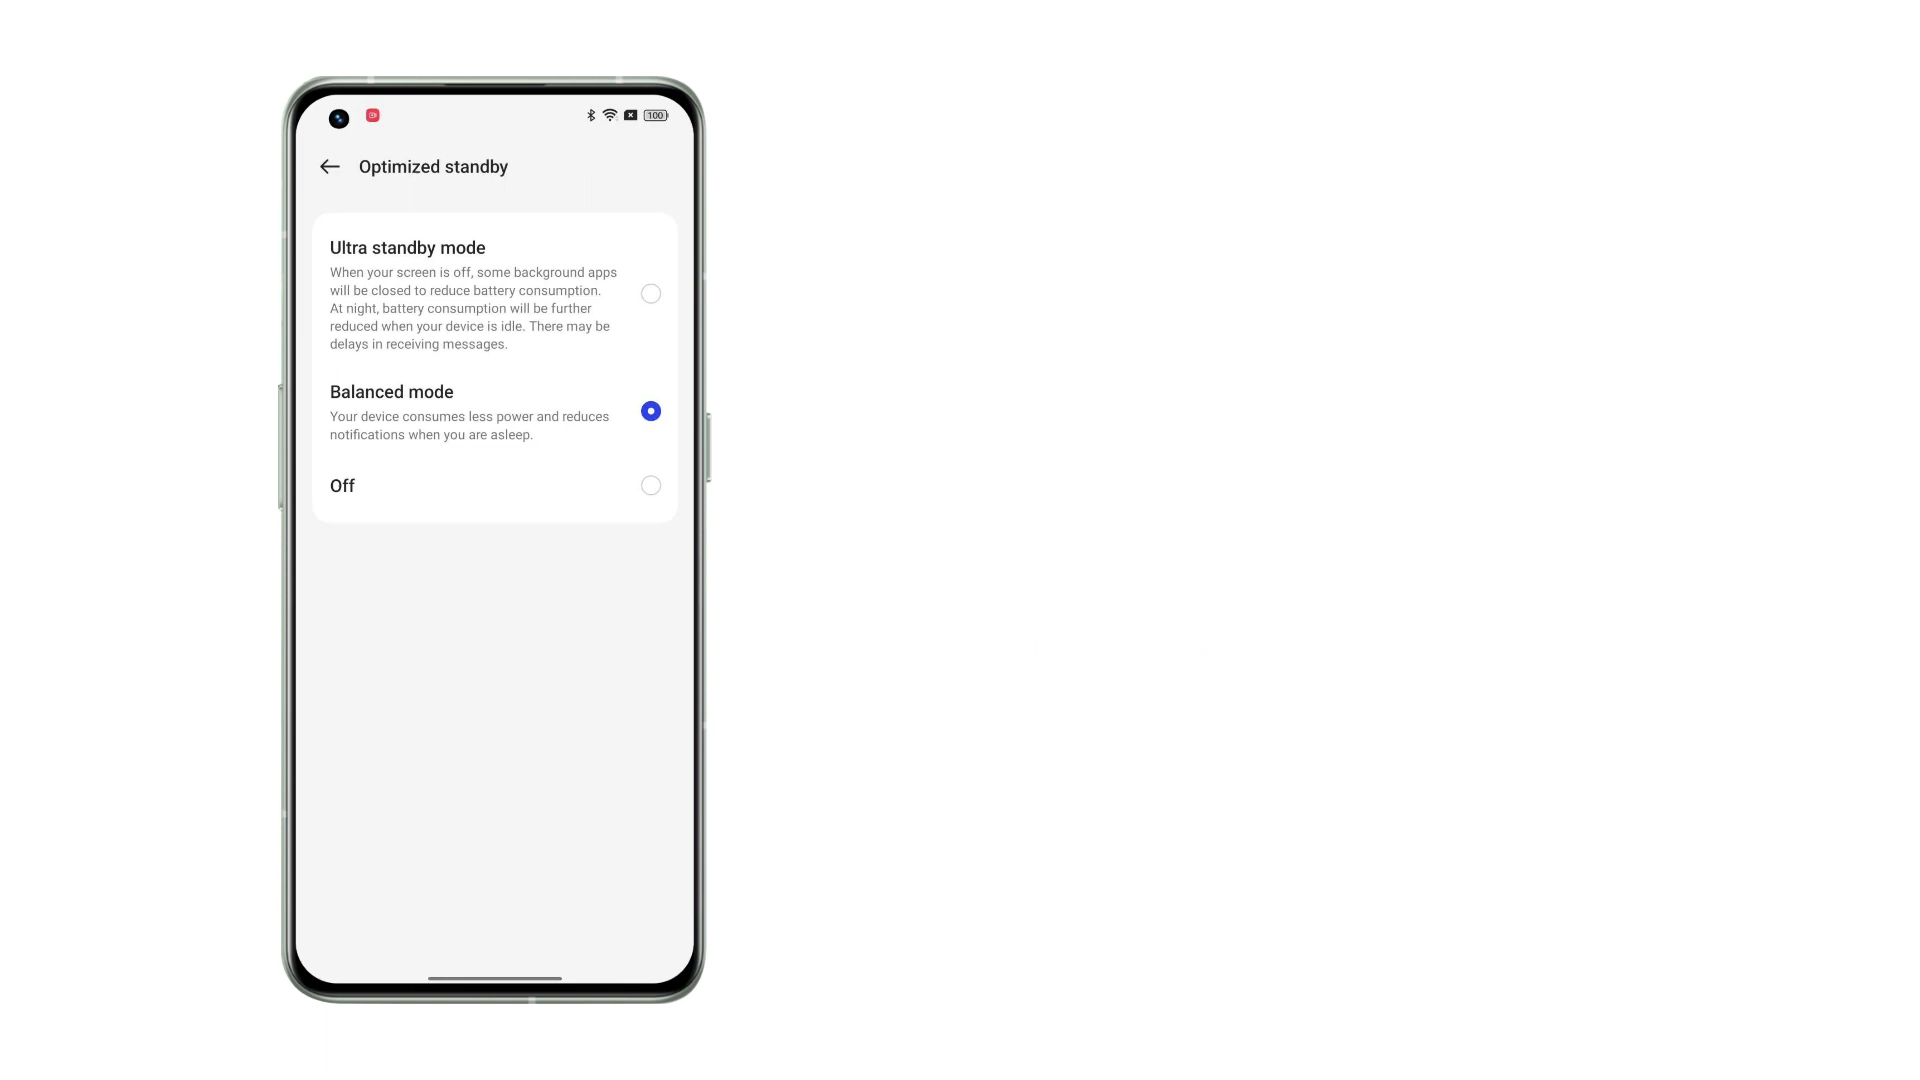 100
Optimized standby
Ultra standby mode
When your screen is off, some background apps
will be closed to reduce battery consumption.
At night, battery consumption will be further
reduced when your device is idle. There may be
delays in receiving messages.
Balanced mode
Your device consumes less power and reduces
notifications when you are asleep.
Off